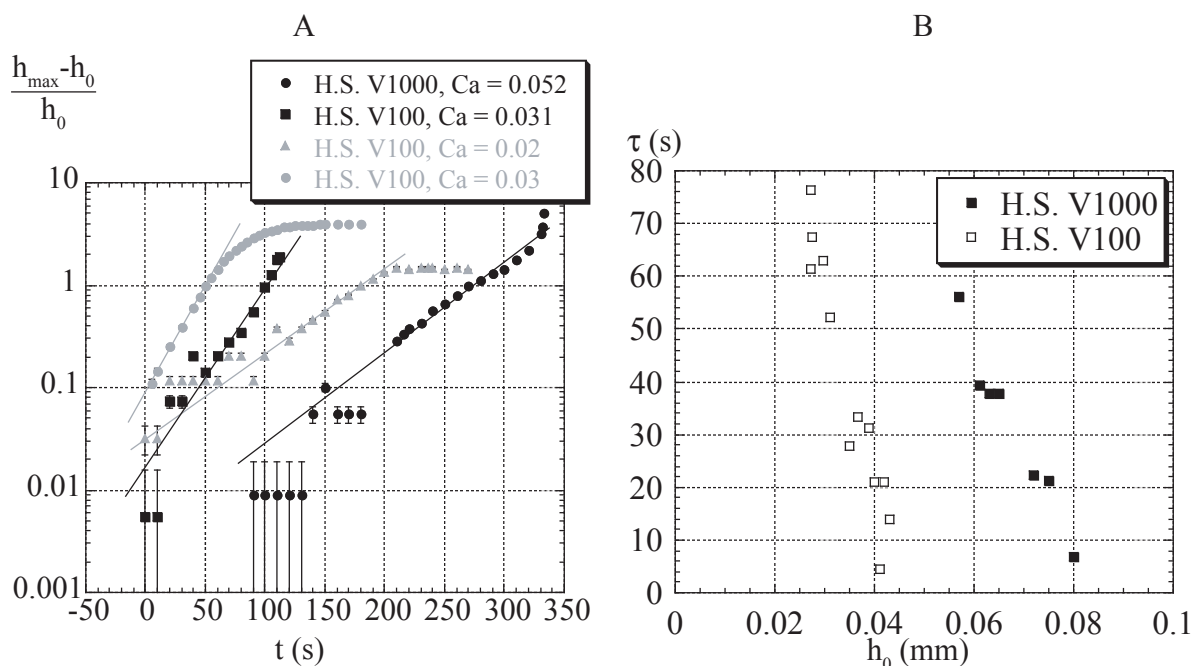 A
h_max-h_0
h_0
H.S. V1000, Ca = 0.052
H.S. V100, Ca = 0.031
H.S. V100, Ca = 0.02
H.S. V100, Ca = 0.03
10
1
0.1
0.01
0.001
-50 0 50 100 150 200 250 300 350
t (s)
B
τ (s)
80
70
60
50
40
30
20
10
0
H.S. V1000
H.S. V100
0 0.02 0.04 0.06 0.08 0.1
h_0 (mm)